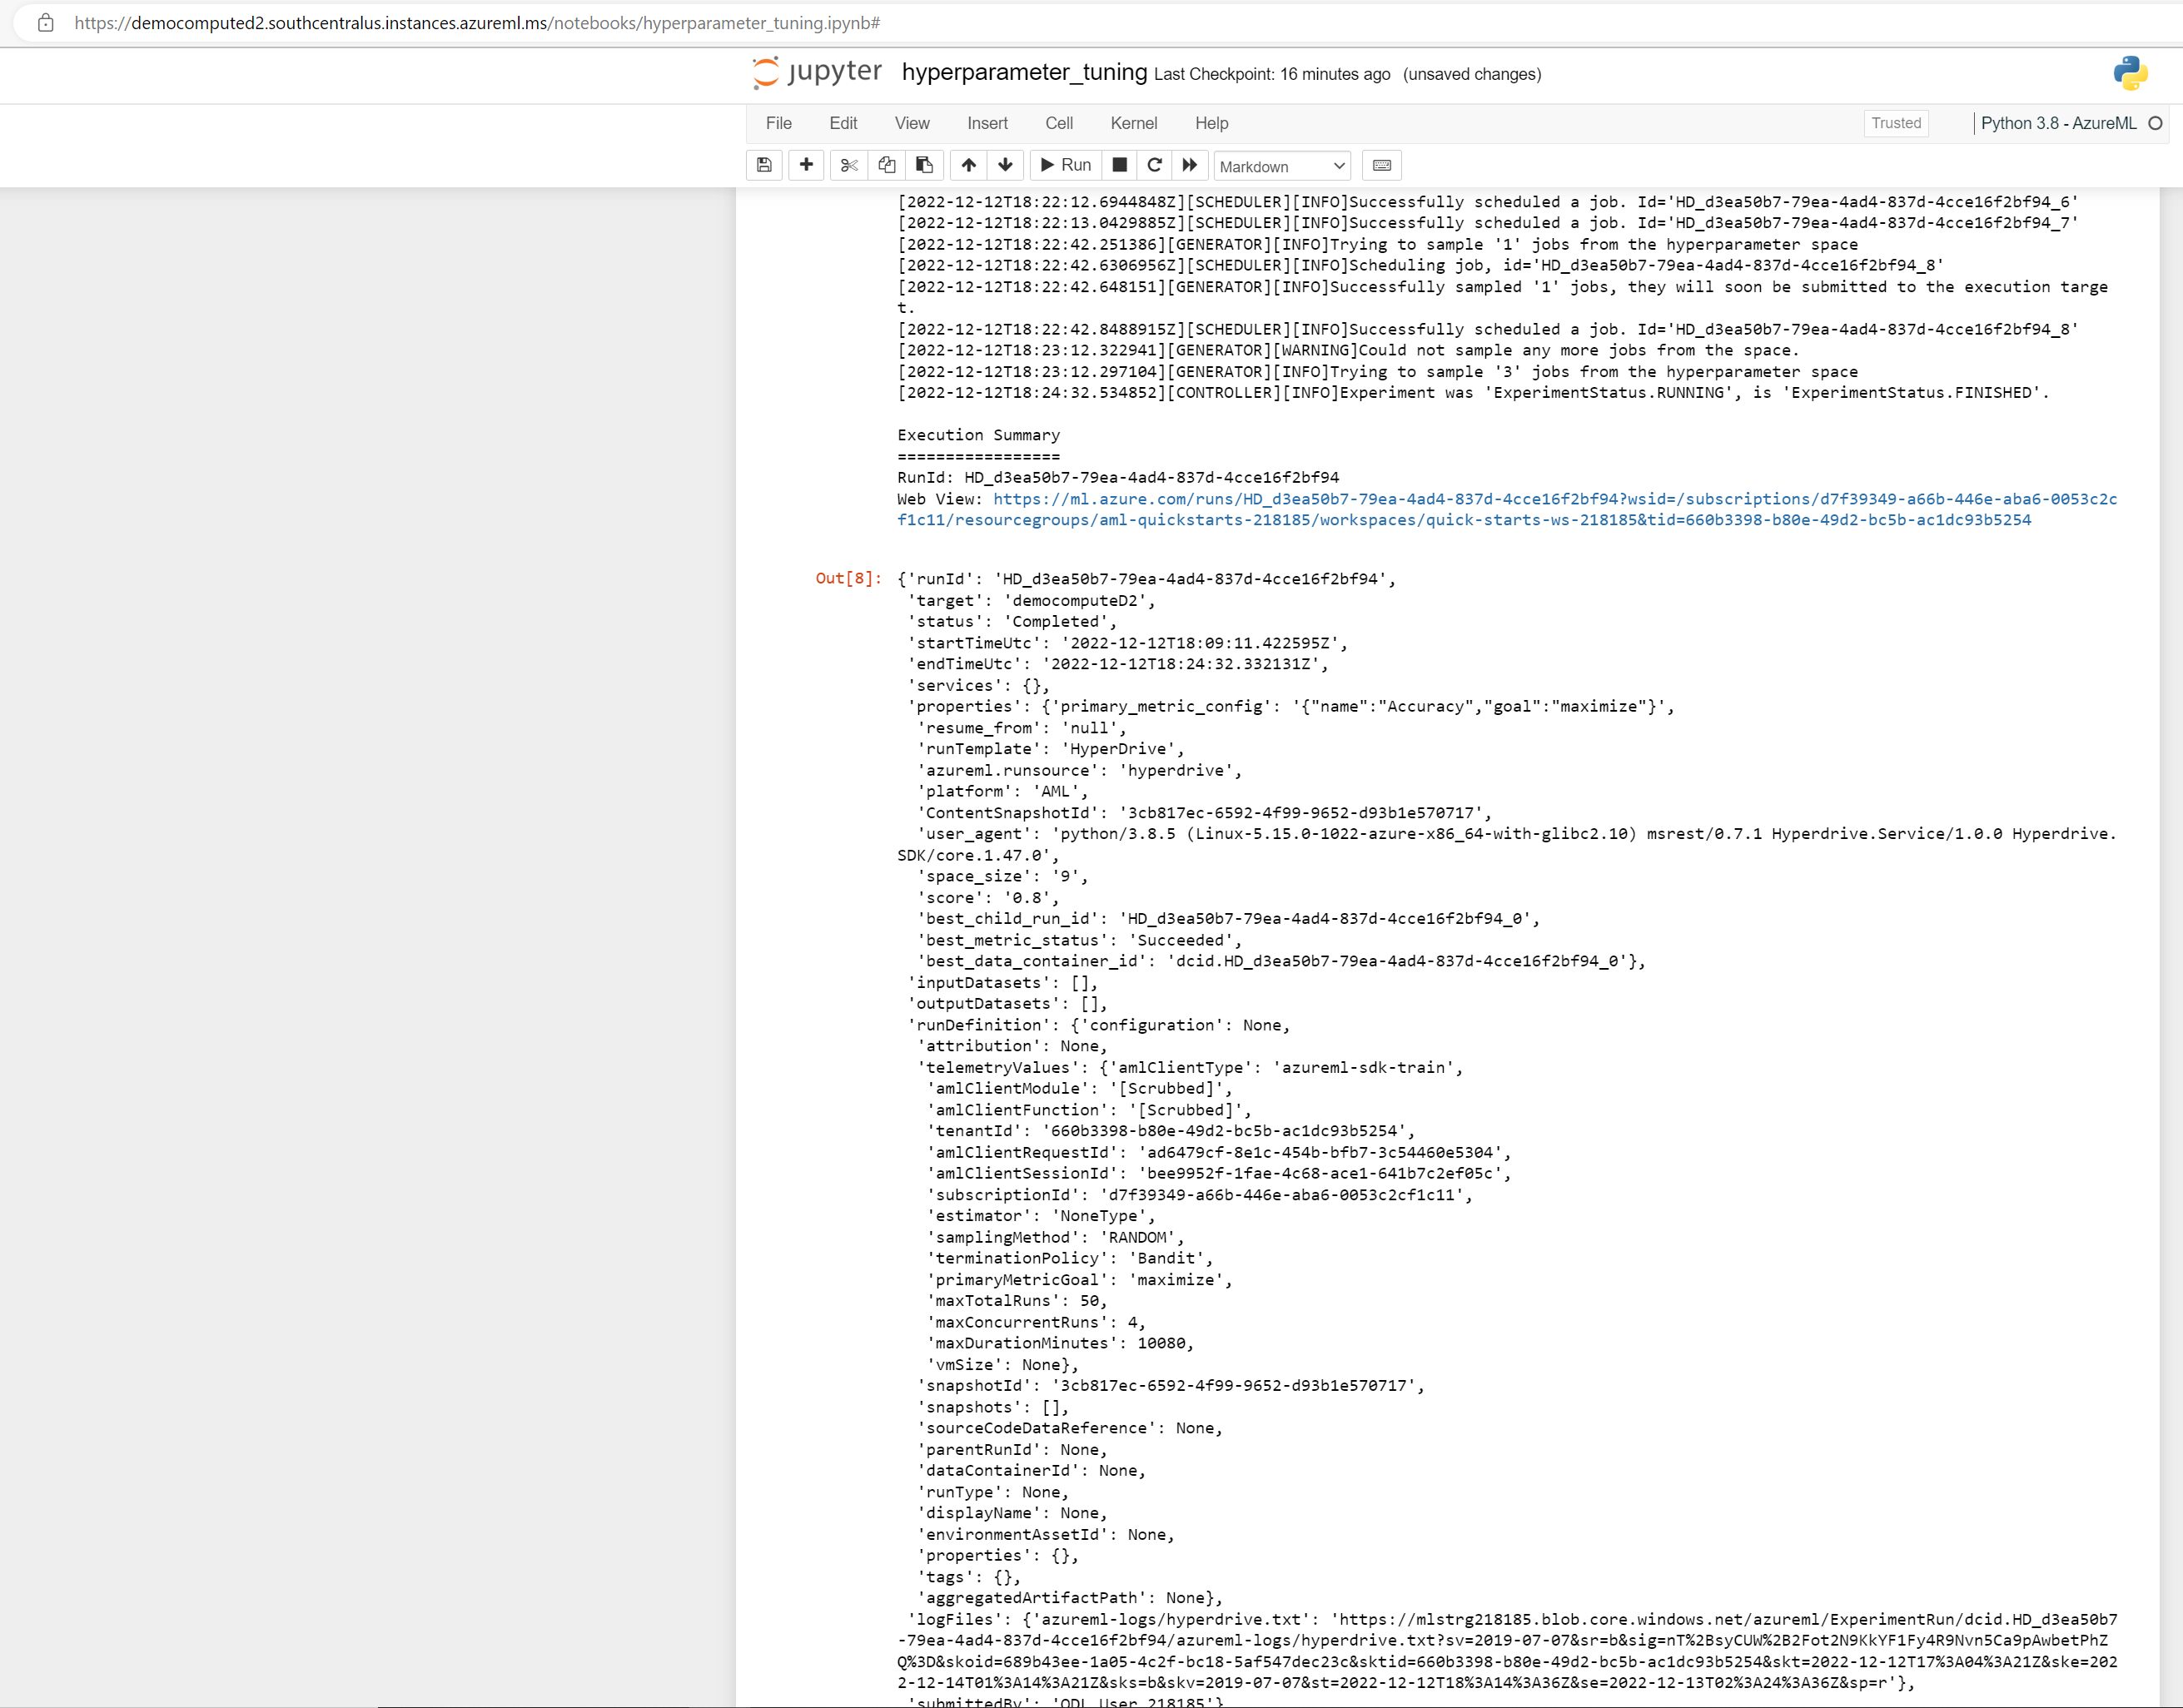 https://democomputed2.southcentralus.instances.azureml.ms/notebooks/hyperparameter_tuning.ipynb#
jupyter hyperparameter_tuning Last Checkpoint: 16 minutes ago (unsaved changes)
File Edit View Insert Cell Kernel Help Trusted Python 3.8 - AzureML
Run Markdown
[2022-12-12T18:22:12.6944848Z][SCHEDULER][INFO]Successfully scheduled a job. Id='HD_d3ea50b7-79ea-4ad4-837d-4cce16f2bf94_6'
[2022-12-12T18:22:13.0429885Z][SCHEDULER][INFO]Successfully scheduled a job. Id='HD_d3ea50b7-79ea-4ad4-837d-4cce16f2bf94_7'
[2022-12-12T18:22:42.251386][GENERATOR][INFO]Trying to sample '1' jobs from the hyperparameter space
[2022-12-12T18:22:42.6306956Z][SCHEDULER][INFO]Scheduling job, id='HD_d3ea50b7-79ea-4ad4-837d-4cce16f2bf94_8'
[2022-12-12T18:22:42.648151][GENERATOR][INFO]Successfully sampled '1' jobs, they will soon be submitted to the execution targe
t.
[2022-12-12T18:22:42.8488915Z][SCHEDULER][INFO]Successfully scheduled a job. Id='HD_d3ea50b7-79ea-4ad4-837d-4cce16f2bf94_8'
[2022-12-12T18:23:12.322941][GENERATOR][WARNING]Could not sample any more jobs from the space.
[2022-12-12T18:23:12.297104][GENERATOR][INFO]Trying to sample '3' jobs from the hyperparameter space
[2022-12-12T18:24:32.534852][CONTROLLER][INFO]Experiment was 'ExperimentStatus.RUNNING', is 'ExperimentStatus.FINISHED'.
Execution Summary
=================
RunId: HD_d3ea50b7-79ea-4ad4-837d-4cce16f2bf94
Web View: https://ml.azure.com/runs/HD_d3ea50b7-79ea-4ad4-837d-4cce16f2bf94?wsid=/subscriptions/d7f39349-a66b-446e-aba6-0053c2c
f1c11/resourcegroups/aml-quickstarts-218185/workspaces/quick-starts-ws-218185&tid=660b3398-b80e-49d2-bc5b-ac1dc93b5254
Out[8]: {'runId': 'HD_d3ea50b7-79ea-4ad4-837d-4cce16f2bf94',
'target': 'democomputeD2',
'status': 'Completed',
'startTimeUtc': '2022-12-12T18:09:11.422595Z',
'endTimeUtc': '2022-12-12T18:24:32.332131Z',
'services': {},
'properties': {'primary_metric_config': '{"name":"Accuracy","goal":"maximize"}',
'resume_from': 'null',
'runTemplate': 'HyperDrive',
'azureml.runsource': 'hyperdrive',
'platform': 'AML',
'ContentSnapshotId': '3cb817ec-6592-4f99-9652-d93b1e570717',
'user_agent': 'python/3.8.5 (Linux-5.15.0-1022-azure-x86_64-with-glibc2.10) msrest/0.7.1 Hyperdrive.Service/1.0.0 Hyperdrive.
SDK/core.1.47.0',
'space_size': '9',
'score': '0.8',
'best_child_run_id': 'HD_d3ea50b7-79ea-4ad4-837d-4cce16f2bf94_0',
'best_metric_status': 'Succeeded',
'best_data_container_id': 'dcid.HD_d3ea50b7-79ea-4ad4-837d-4cce16f2bf94_0'},
'inputDatasets': [],
'outputDatasets': [],
'runDefinition': {'configuration': None,
'attribution': None,
'telemetryValues': {'amlClientType': 'azureml-sdk-train',
'amlClientModule': '[Scrubbed]',
'amlClientFunction': '[Scrubbed]',
'tenantId': '660b3398-b80e-49d2-bc5b-ac1dc93b5254',
'amlClientRequestId': 'ad6479cf-8e1c-454b-bfb7-3c54460e5304',
'amlClientSessionId': 'bee9952f-1fae-4c68-ace1-641b7c2ef05c',
'subscriptionId': 'd7f39349-a66b-446e-aba6-0053c2cf1c11',
'estimator': 'NoneType',
'samplingMethod': 'RANDOM',
'terminationPolicy': 'Bandit',
'primaryMetricGoal': 'maximize',
'maxTotalRuns': 50,
'maxConcurrentRuns': 4,
'maxDurationMinutes': 10080,
'vmSize': None},
'snapshotId': '3cb817ec-6592-4f99-9652-d93b1e570717',
'snapshots': [],
'sourceCodeDataReference': None,
'parentRunId': None,
'dataContainerId': None,
'runType': None,
'displayName': None,
'environmentAssetId': None,
'properties': {},
'tags': {},
'aggregatedArtifactPath': None},
'logFiles': {'azureml-logs/hyperdrive.txt': 'https://mlstrg218185.blob.core.windows.net/azureml/ExperimentRun/dcid.HD_d3ea50b7
-79ea-4ad4-837d-4cce16f2bf94/azureml-logs/hyperdrive.txt?sv=2019-07-07&sr=b&sig=nT%2BsyCUW%2B2Fot2N9KkYF1Fy4R9Nvn5Ca9pAwbetPhZ
Q%3D&skoid=689b43ee-1a05-4c2f-bc18-5af547dec23c&sktid=660b3398-b80e-49d2-bc5b-ac1dc93b5254&skt=2022-12-12T17%3A04%3A21Z&ske=202
2-12-14T01%3A14%3A21Z&sks=b&skv=2019-07-07&st=2022-12-12T18%3A14%3A36Z&se=2022-12-13T02%3A24%3A36Z&sp=r'},
'submittedBy': 'ODL_User 218185'}